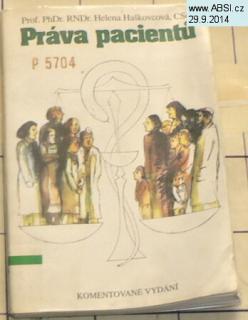 www.ABSI.cz
29.9.2014
Prof. PhDr. RNDr. Helena Haškovcová, CSc.
Práva pacientů
P 5704
KOMENTOVANÉ VYDÁNÍ